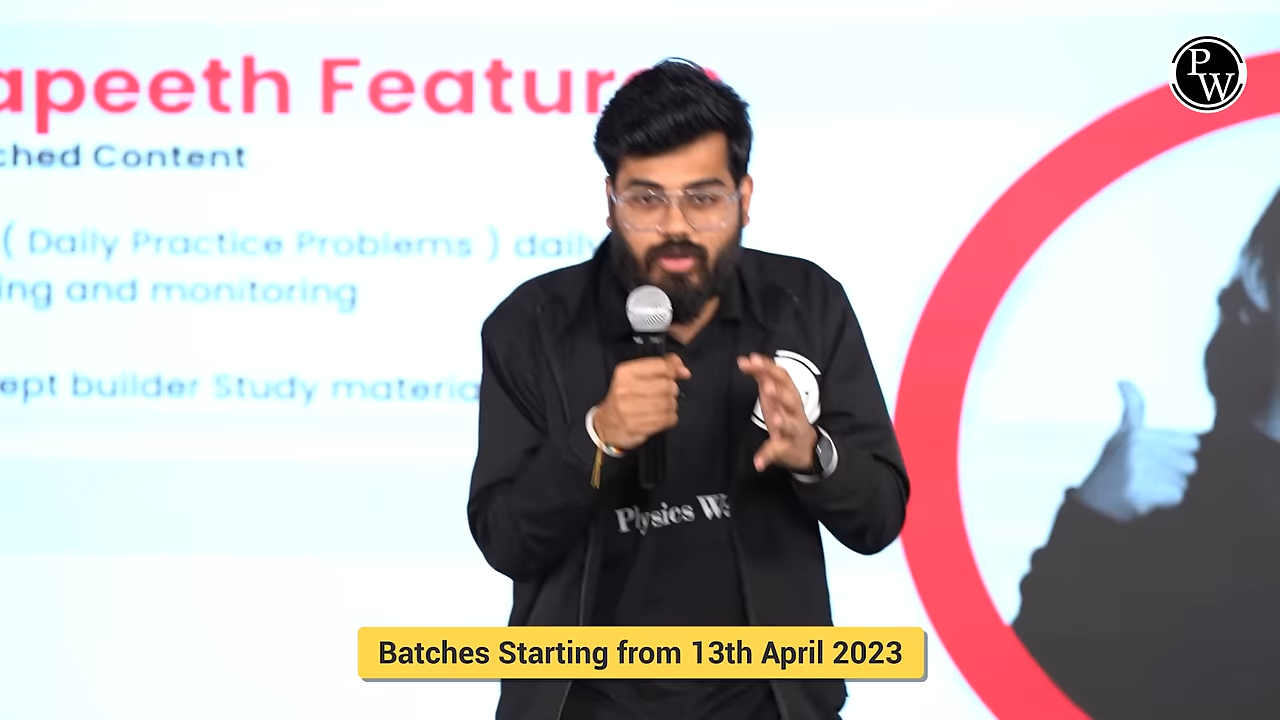 apeeth Featur
ched Content
( Daily Practice Problems ) daily
ing and monitoring
ept builder Study materia
PW
Physics W
Batches Starting from 13th April 2023